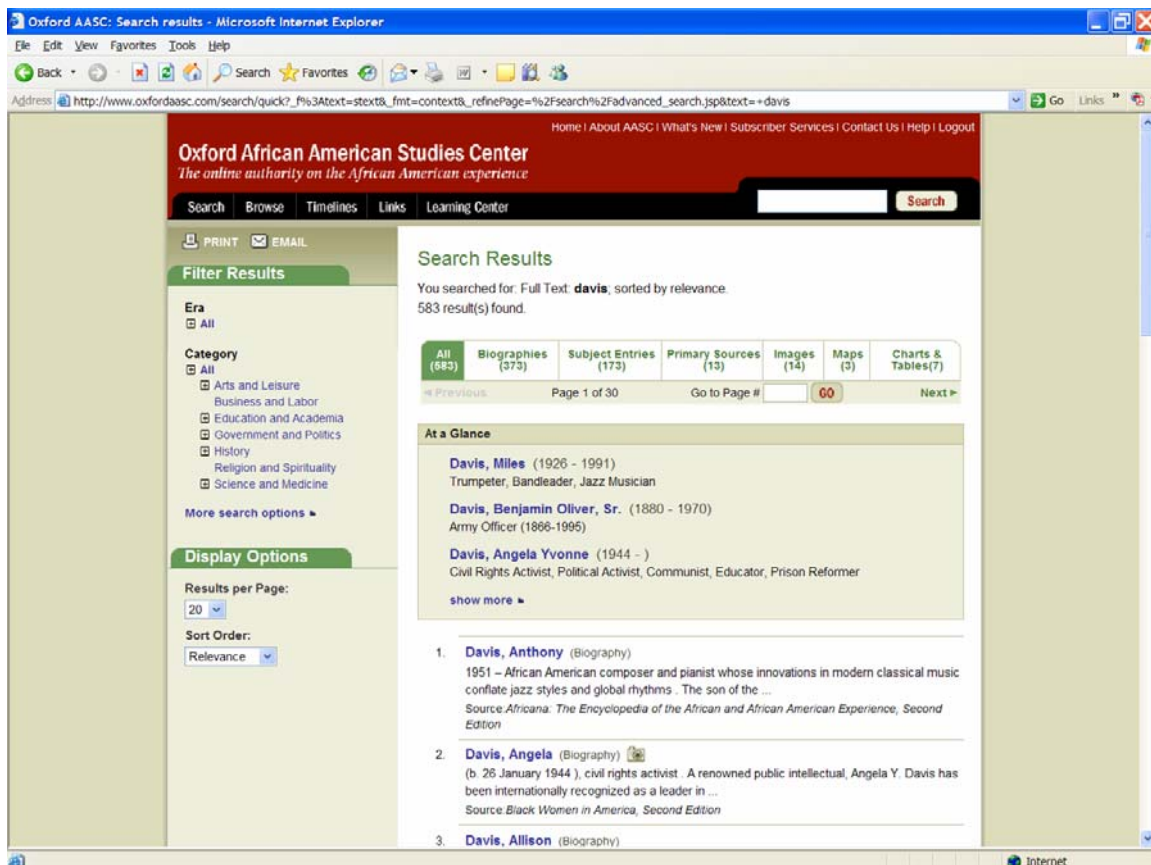 Oxford AASC: Search results - Microsoft Internet Explorer
File Edit View Favorites Tools Help
Back Search Favorites
Address http://www.oxfordaasc.com/search/quick?_f%3Atext=stext&_fmt=context&_refinePage=%2Fsearch%2Fadvanced_search.jsp&text=+davis Go Links »
Home | About AASC | What's New | Subscriber Services | Contact Us | Help | Logout
Oxford African American Studies Center
The online authority on the African American experience
Search Browse Timelines Links Learning Center Search
PRINT EMAIL
Filter Results
Era
All
Category
All
Arts and Leisure
Business and Labor
Education and Academia
Government and Politics
History
Religion and Spirituality
Science and Medicine
More search options
Display Options
Results per Page:
20
Sort Order:
Relevance
Search Results
You searched for: Full Text: davis; sorted by relevance.
583 result(s) found.
All (583) Biographies (373) Subject Entries (173) Primary Sources (13) Images (14) Maps (3) Charts & Tables(7)
Previous Page 1 of 30 Go to Page # GO Next
At a Glance
Davis, Miles (1926 - 1991)
Trumpeter, Bandleader, Jazz Musician
Davis, Benjamin Oliver, Sr. (1880 - 1970)
Army Officer (1866-1995)
Davis, Angela Yvonne (1944 - )
Civil Rights Activist, Political Activist, Communist, Educator, Prison Reformer
show more
1. Davis, Anthony (Biography)
1951 – African American composer and pianist whose innovations in modern classical music
conflate jazz styles and global rhythms . The son of the ...
Source:Africana: The Encyclopedia of the African and African American Experience, Second
Edition
2. Davis, Angela (Biography)
(b. 26 January 1944 ), civil rights activist . A renowned public intellectual, Angela Y. Davis has
been internationally recognized as a leader in ...
Source:Black Women in America, Second Edition
3. Davis, Allison (Biography)
Internet